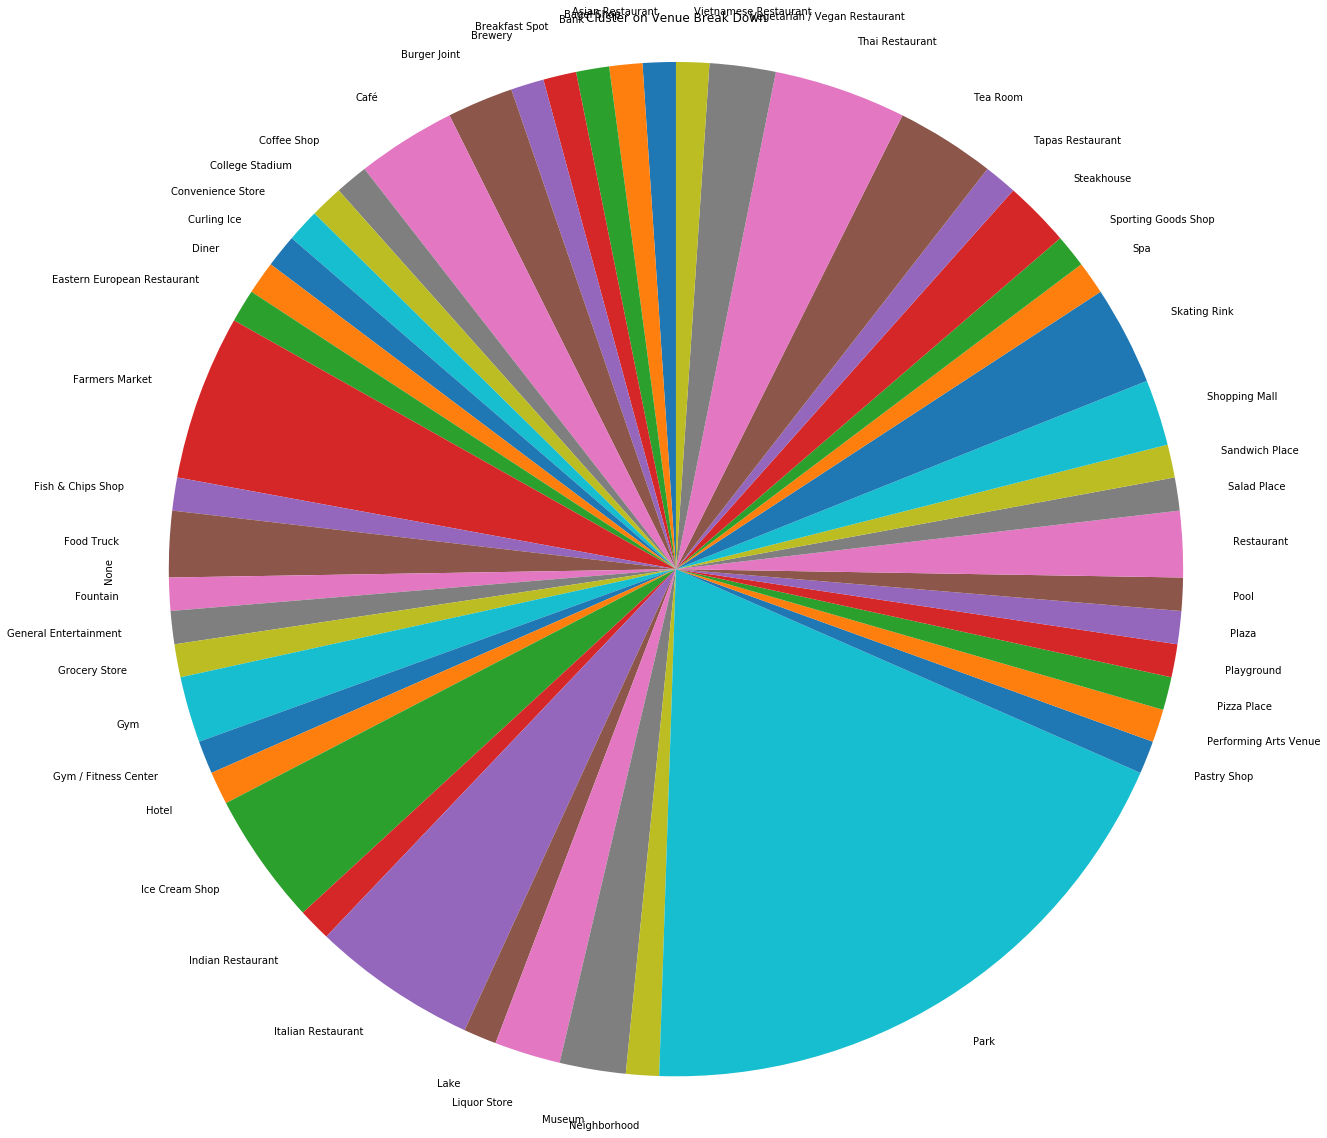 Cluster on Venue Break Down
Asian Restaurant
Bagel Shop
Bank
Breakfast Spot
Brewery
Burger Joint
Café
Coffee Shop
College Stadium
Convenience Store
Curling Ice
Diner
Eastern European Restaurant
Farmers Market
Fish & Chips Shop
Food Truck
None
Fountain
General Entertainment
Grocery Store
Gym
Gym / Fitness Center
Hotel
Ice Cream Shop
Indian Restaurant
Italian Restaurant
Lake
Liquor Store
Museum
Neighborhood
Park
Pastry Shop
Performing Arts Venue
Pizza Place
Playground
Plaza
Pool
Restaurant
Salad Place
Sandwich Place
Shopping Mall
Skating Rink
Spa
Sporting Goods Shop
Steakhouse
Tapas Restaurant
Tea Room
Thai Restaurant
Vegetarian / Vegan Restaurant
Vietnamese Restaurant